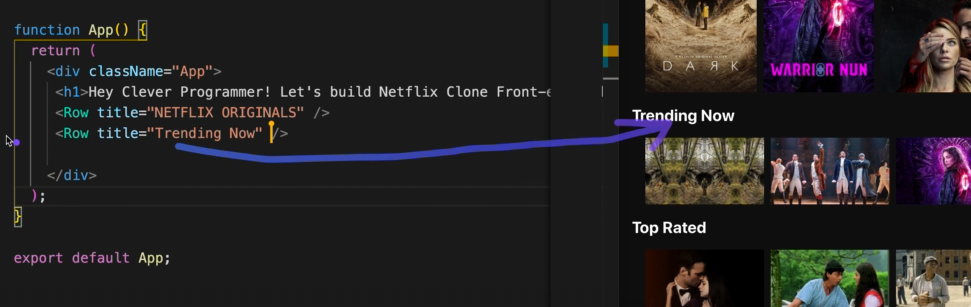 function App() {
return (
<div className="App">
<h1>Hey Clever Programmer! Let's build Netflix Clone Front-e
<Row title="NETFLIX ORIGINALS" />
<Row title="Trending Now" />
</div>
);
}
export default App;
DARK
WARRIOR NUN
Trending Now
Top Rated